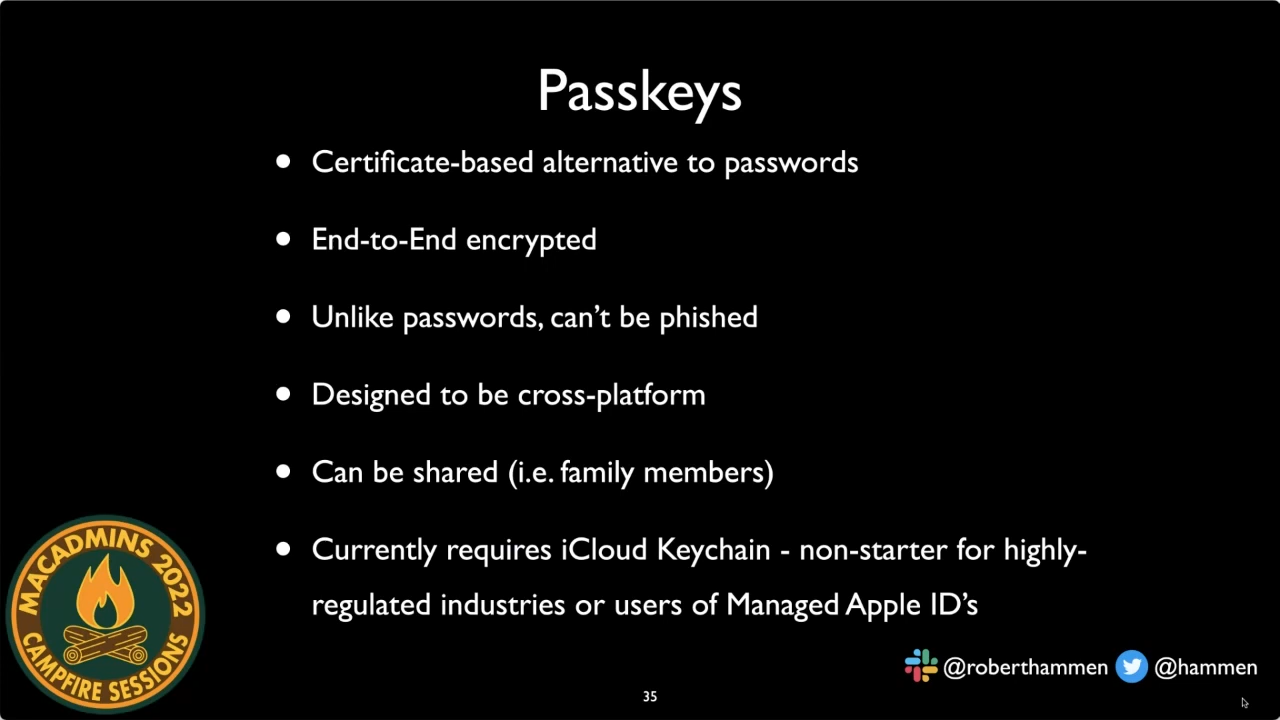 Passkeys
Certificate-based alternative to passwords
End-to-End encrypted
Unlike passwords, can't be phished
Designed to be cross-platform
Can be shared (i.e. family members)
Currently requires iCloud Keychain - non-starter for highly-
regulated industries or users of Managed Apple ID's
MACADMINS 2022
CAMPFIRE SESSIONS
@roberthammen @hammen
35